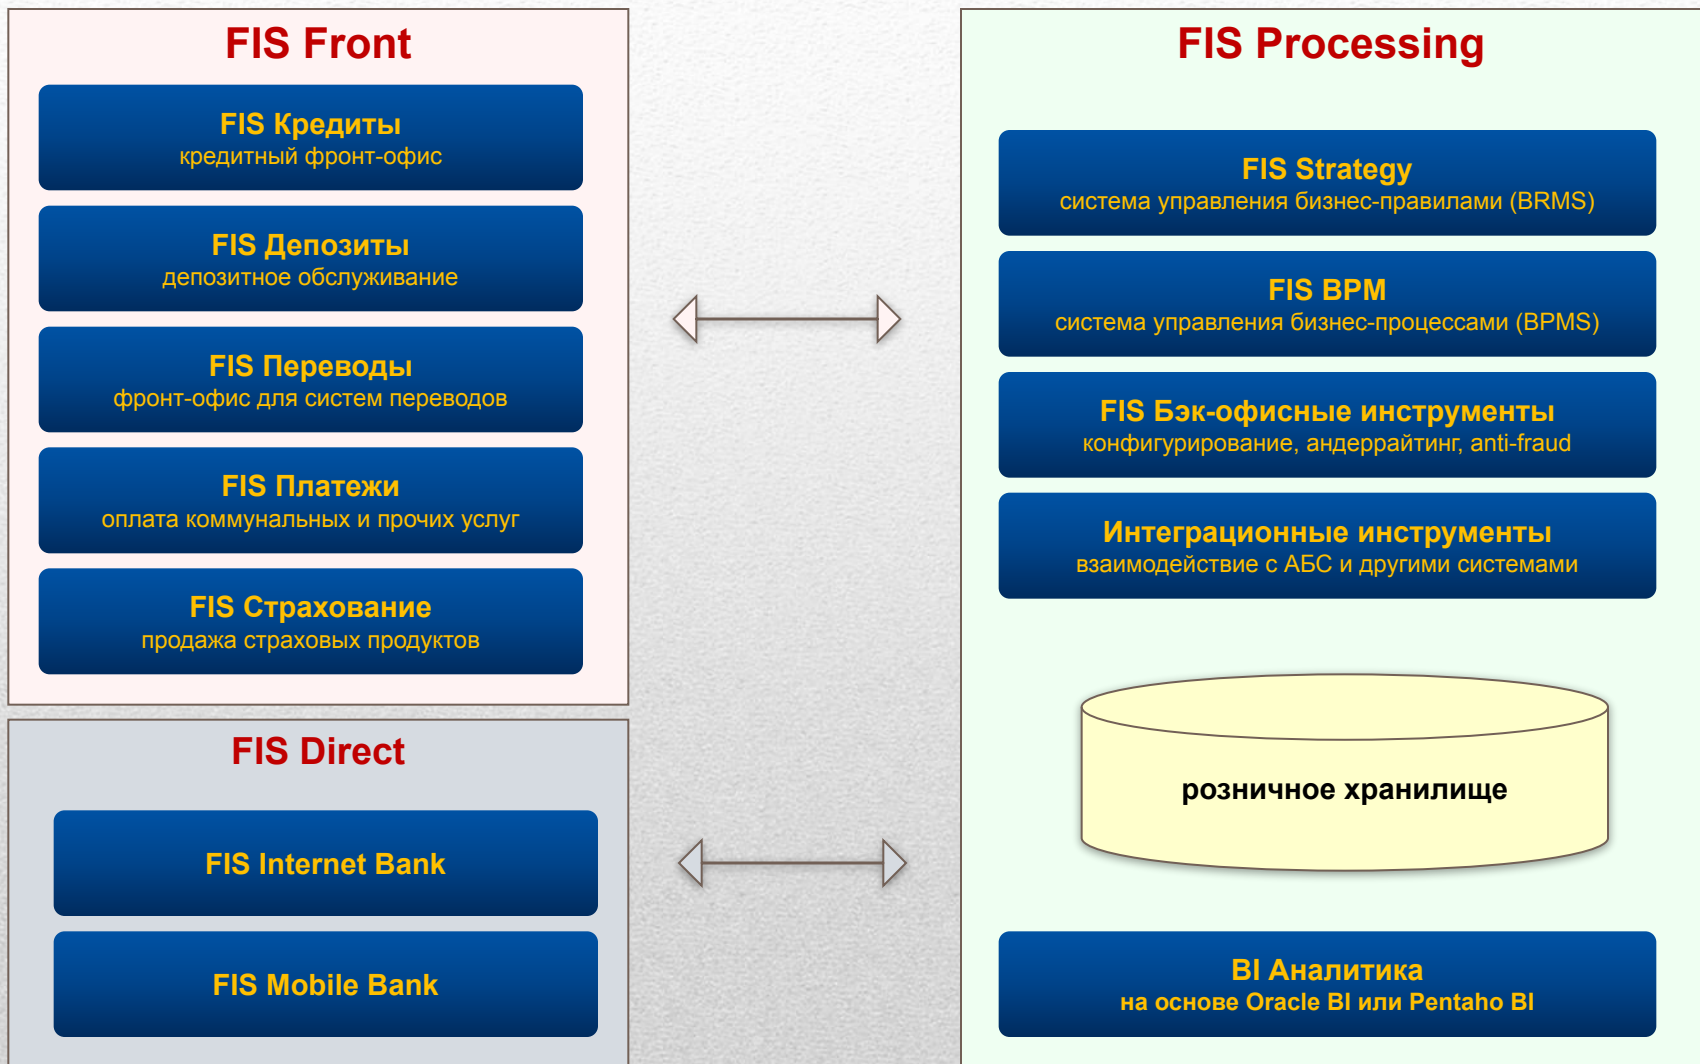 FIS Front
FIS Кредиты
кредитный фронт-офис
FIS Депозиты
депозитное обслуживание
FIS Переводы
фронт-офис для систем переводов
FIS Платежи
оплата коммунальных и прочих услуг
FIS Страхование
продажа страховых продуктов
FIS Direct
FIS Internet Bank
FIS Mobile Bank
FIS Processing
FIS Strategy
система управления бизнес-правилами (BRMS)
FIS BPM
система управления бизнес-процессами (BPMS)
FIS Бэк-офисные инструменты
конфигурирование, андеррайтинг, anti-fraud
Интеграционные инструменты
взаимодействие с АБС и другими системами
розничное хранилище
BI Аналитика
на основе Oracle BI или Pentaho BI